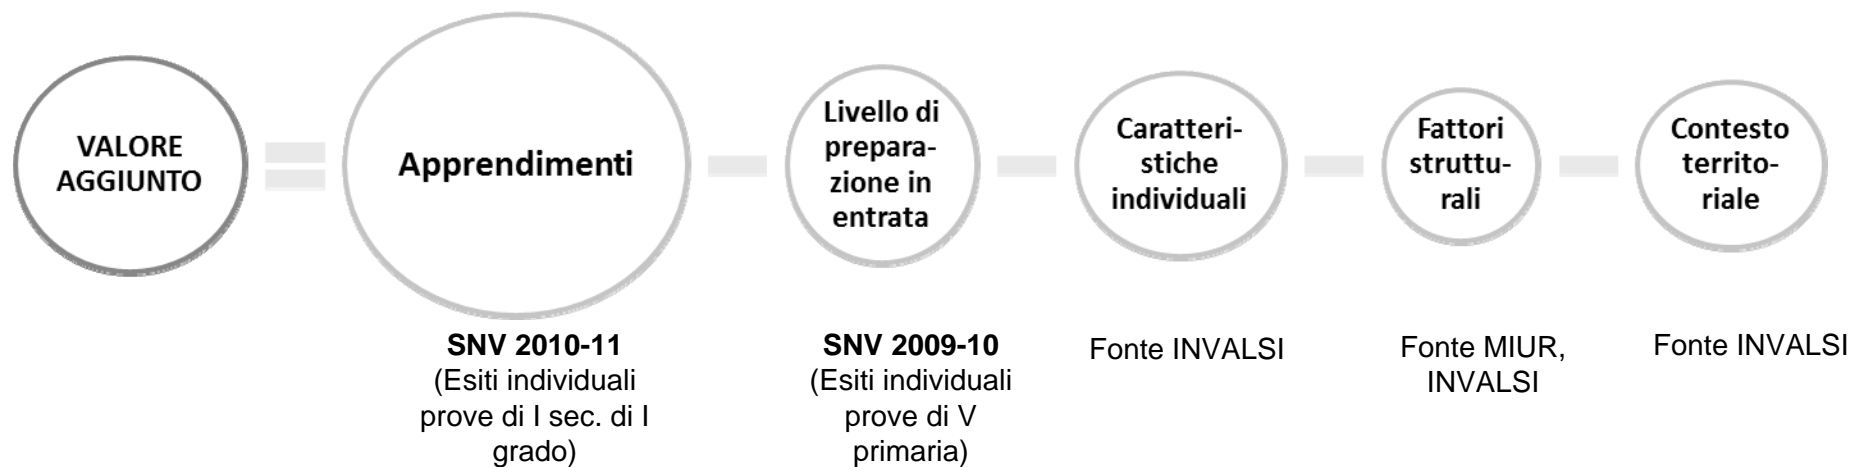 VALORE
AGGIUNTO
Apprendimenti
Livello di
prepara-
zione in
entrata
Caratteri-
stiche
individuali
Fattori
struttu-
rali
Contesto
territo-
riale
SNV 2010-11
(Esiti individuali
prove di I sec. di I
grado)
SNV 2009-10
(Esiti individuali
prove di V
primaria)
Fonte INVALSI
Fonte MIUR,
INVALSI
Fonte INVALSI